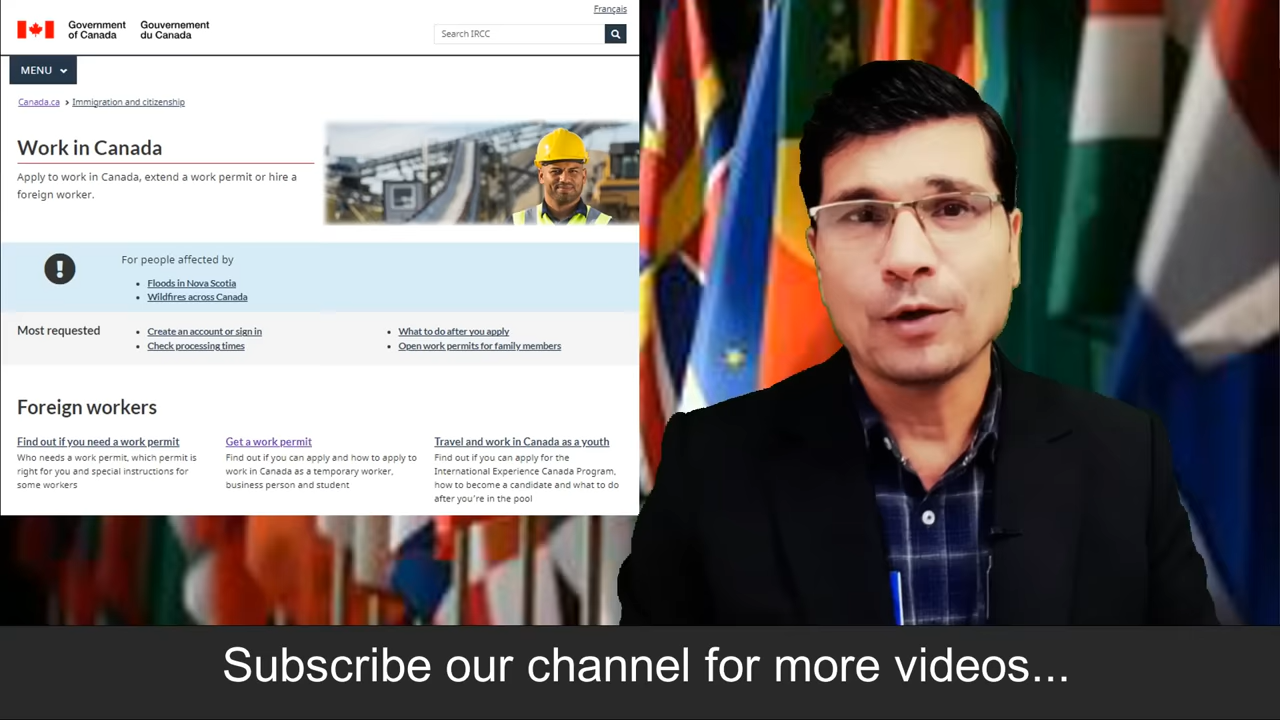 Français
Government of Canada
Gouvernement du Canada
Search IRCC
MENU
Canada.ca > Immigration and citizenship
Work in Canada
Apply to work in Canada, extend a work permit or hire a
foreign worker.
For people affected by
• Floods in Nova Scotia
• Wildfires across Canada
Most requested
• Create an account or sign in
• Check processing times
• What to do after you apply
• Open work permits for family members
Foreign workers
Find out if you need a work permit
Who needs a work permit, which permit is
right for you and special instructions for
some workers
Get a work permit
Find out if you can apply and how to apply to
work in Canada as a temporary worker,
business person and student
Travel and work in Canada as a youth
Find out if you can apply for the
International Experience Canada Program,
how to become a candidate and what to do
after you're in the pool
Subscribe our channel for more videos...